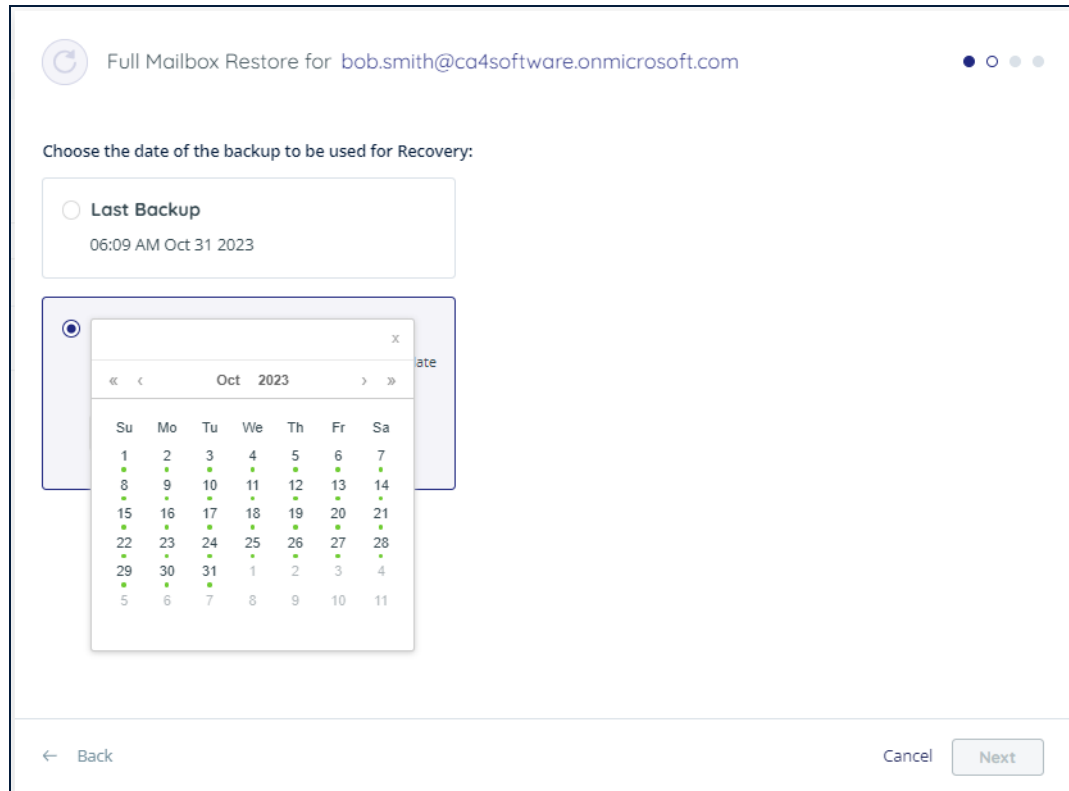 Full Mailbox Restore for bob.smith@ca4software.onmicrosoft.com
Choose the date of the backup to be used for Recovery:
Last Backup
06:09 AM Oct 31 2023
x
ate
« ‹ Oct 2023 › »
Su Mo Tu We Th Fr Sa
1 2 3 4 5 6 7
8 9 10 11 12 13 14
15 16 17 18 19 20 21
22 23 24 25 26 27 28
29 30 31 1 2 3 4
5 6 7 8 9 10 11
← Back Cancel Next